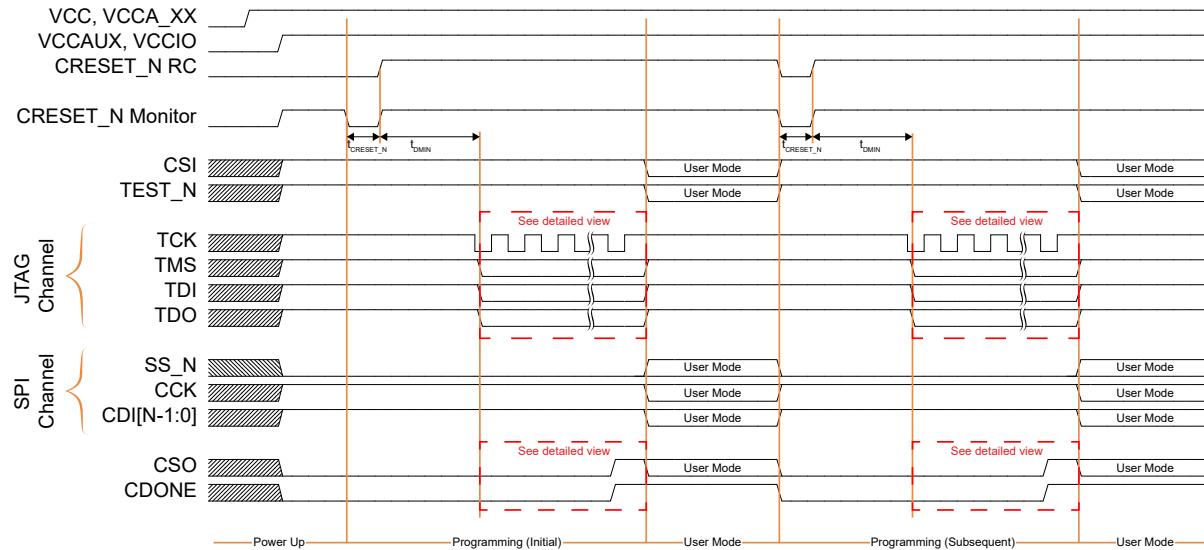 VCC, VCCA_XX
VCCAUX, VCCIO
CRESET_N RC
CRESET_N Monitor
tCRESET_N
tDMIN
tCRESET_N
tDMIN
CSI
User Mode
User Mode
TEST_N
User Mode
User Mode
See detailed view
See detailed view
JTAG
Channel
TCK
TMS
TDI
TDO
SPI
Channel
SS_N
User Mode
User Mode
CCK
User Mode
User Mode
CDI[N-1:0]
User Mode
User Mode
See detailed view
See detailed view
CSO
User Mode
User Mode
CDONE
Power Up
Programming (Initial)
User Mode
Programming (Subsequent)
User Mode